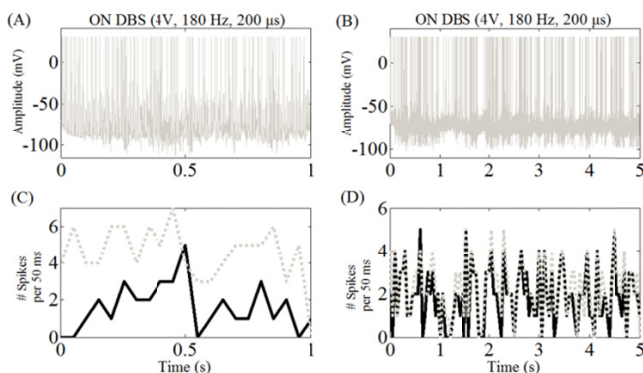 (A) ON DBS (4V, 180 Hz, 200 μs)
Amplitude (mV)
0
-50
-100
0 0.5 1
(B) ON DBS (4V, 180 Hz, 200 μs)
Amplitude (mV)
0
-50
-100
0 1 2 3 4 5
(C)
# Spikes
per 50 ms
6
4
2
0
0 0.5 1
Time (s)
(D)
# Spikes
per 50 ms
6
4
2
0
0 1 2 3 4 5
Time (s)